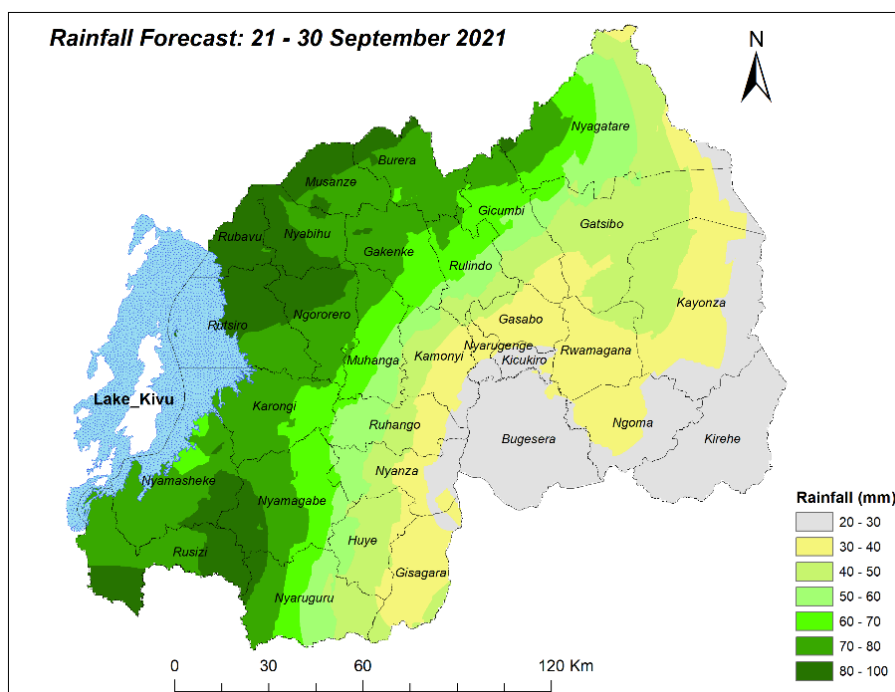 Rainfall Forecast: 21 - 30 September 2021
N
Nyagatare
Burera
Musanze
Gicumbi
Gatsibo
Rubavu
Nyabihu
Gakenke
Rulindo
Kayonza
Ngororero
Gasabo
Rutsiro
Nyarugenge
Muhanga
Kamonyi
Kicukiro
Rwamagana
Lake_Kivu
Karongi
Ruhango
Ngoma
Bugesera
Kirehe
Nyanza
Nyamasheke
Nyamagabe
Huye
Rusizi
Gisagara
Nyaruguru
Rainfall (mm)
20 - 30
30 - 40
40 - 50
50 - 60
60 - 70
70 - 80
80 - 100
0 30 60 120 Km